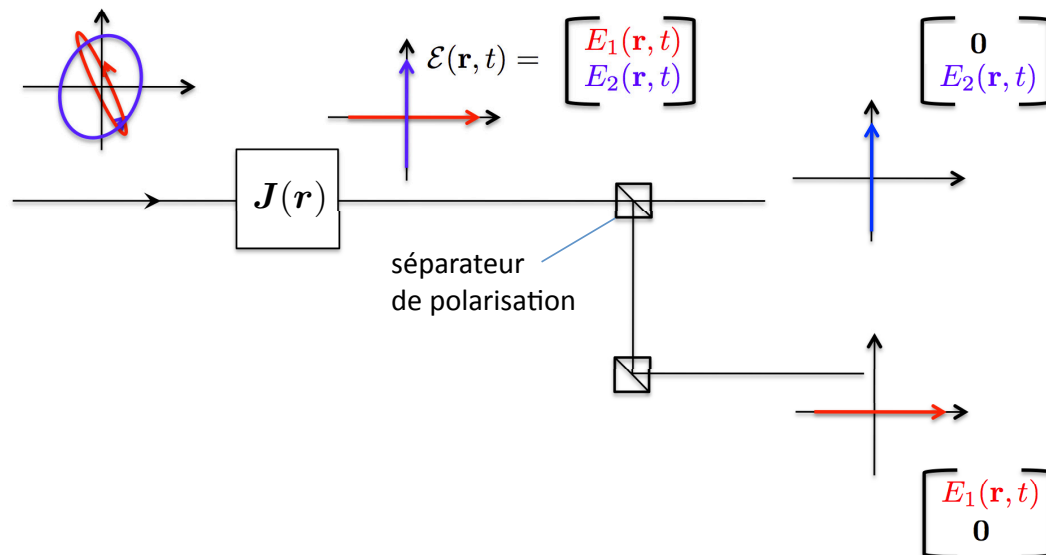 𝓔(𝐫, t) =
E₁(𝐫, t)
E₂(𝐫, t)
𝟎
E₂(𝐫, t)
𝑱(𝒓)
séparateur
de polarisation
E₁(𝐫, t)
𝟎